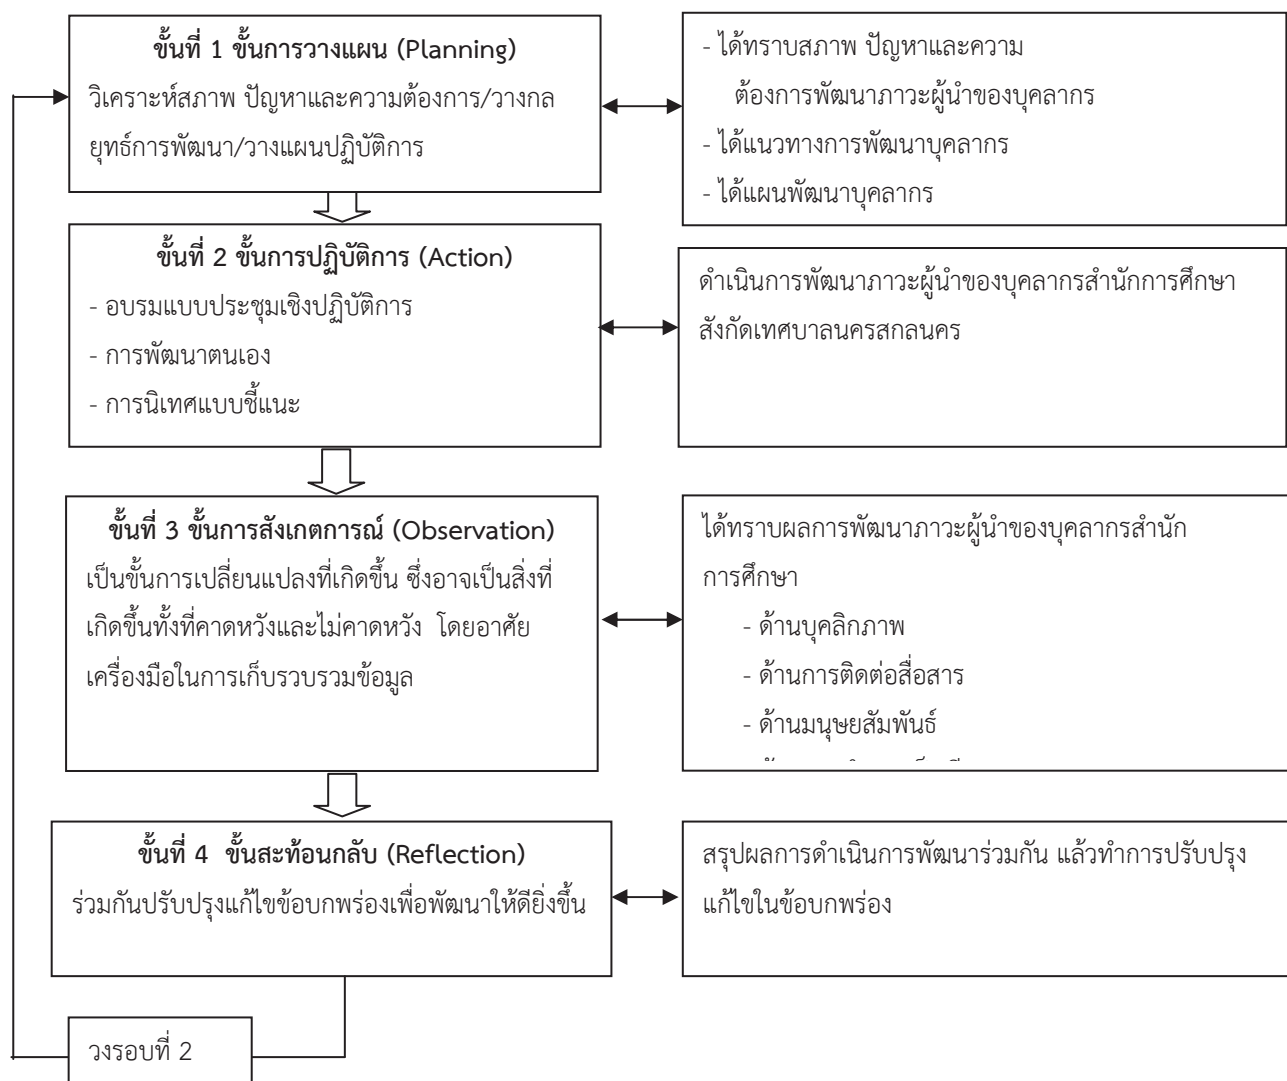 ขั้นที่ 1 ขั้นการวางแผน (Planning)
วิเคราะห์สภาพ ปัญหาและความต้องการ/วางกล
ยุทธ์การพัฒนา/วางแผนปฏิบัติการ
- ได้ทราบสภาพ ปัญหาและความ
ต้องการพัฒนาภาวะผู้นำของบุคลากร
- ได้แนวทางการพัฒนาบุคลากร
- ได้แผนพัฒนาบุคลากร
ขั้นที่ 2 ขั้นการปฏิบัติการ (Action)
- อบรมแบบประชุมเชิงปฏิบัติการ
- การพัฒนาตนเอง
- การนิเทศแบบชี้แนะ
ดำเนินการพัฒนาภาวะผู้นำของบุคลากรสำนักการศึกษา
สังกัดเทศบาลนครสกลนคร
ขั้นที่ 3 ขั้นการสังเกตการณ์ (Observation)
เป็นขั้นการเปลี่ยนแปลงที่เกิดขึ้น ซึ่งอาจเป็นสิ่งที่
เกิดขึ้นทั้งที่คาดหวังและไม่คาดหวัง โดยอาศัย
เครื่องมือในการเก็บรวบรวมข้อมูล
ได้ทราบผลการพัฒนาภาวะผู้นำของบุคลากรสำนัก
การศึกษา
- ด้านบุคลิกภาพ
- ด้านการติดต่อสื่อสาร
- ด้านมนุษยสัมพันธ์
ขั้นที่ 4 ขั้นสะท้อนกลับ (Reflection)
ร่วมกันปรับปรุงแก้ไขข้อบกพร่องเพื่อพัฒนาให้ดียิ่งขึ้น
สรุปผลการดำเนินการพัฒนาร่วมกัน แล้วทำการปรับปรุง
แก้ไขในข้อบกพร่อง
วงรอบที่ 2